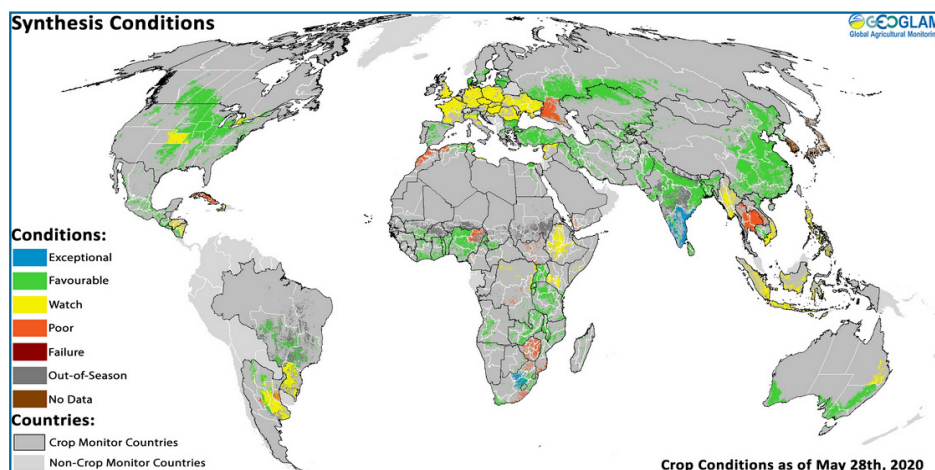 Synthesis Conditions
GEOGLAM
Global Agricultural Monitoring
Conditions:
Exceptional
Favourable
Watch
Poor
Failure
Out-of-Season
No Data
Countries:
Crop Monitor Countries
Non-Crop Monitor Countries
Crop Conditions as of May 28th, 2020